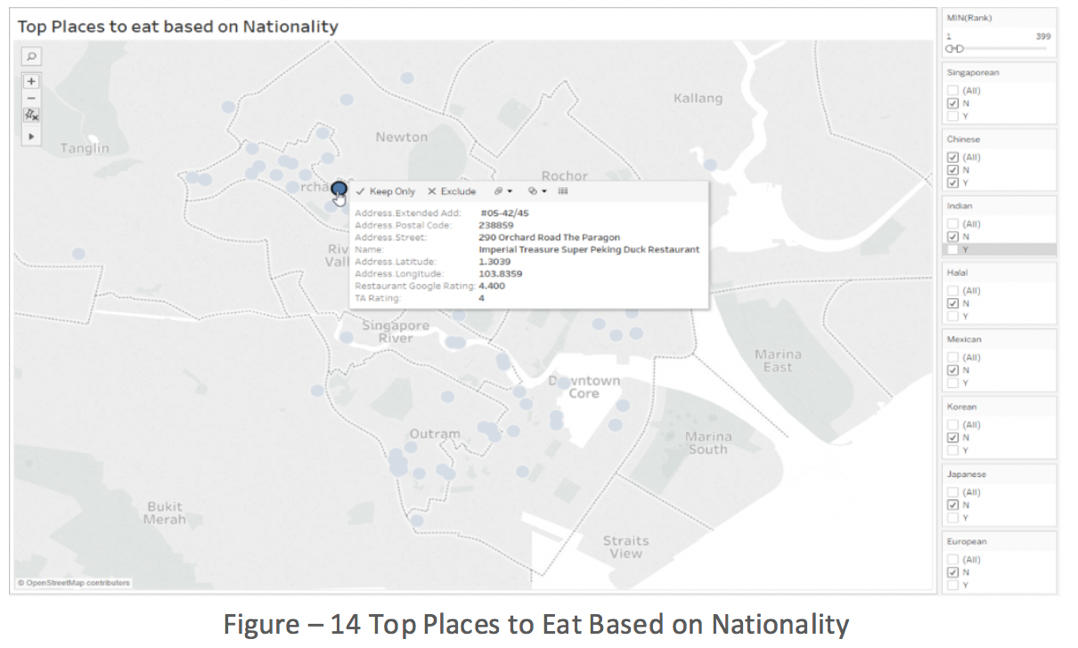 Top Places to eat based on Nationality
Tanglin
Newton
Kallang
Rochor
rcha
Riv
Vall
✓ Keep Only ✕ Exclude
Address.Extended Add: #05-42/45
Address.Postal Code: 238859
Address.Street: 290 Orchard Road The Paragon
Name: Imperial Treasure Super Peking Duck Restaurant
Address.Latitude: 1.3039
Address.Longitude: 103.8359
Restaurant Google Rating: 4.400
TA Rating: 4
Singapore
River
Marina
East
D wntown
Core
Outram
Marina
South
Bukit
Merah
Straits
View
© OpenStreetMap contributors
MIN(Rank)
1 399
Singaporean
(All)
N
Y
Chinese
(All)
N
Y
Indian
(All)
N
Y
Halal
(All)
N
Y
Mexican
(All)
N
Y
Korean
(All)
N
Y
Japanese
(All)
N
Y
European
(All)
N
Y
Figure – 14 Top Places to Eat Based on Nationality